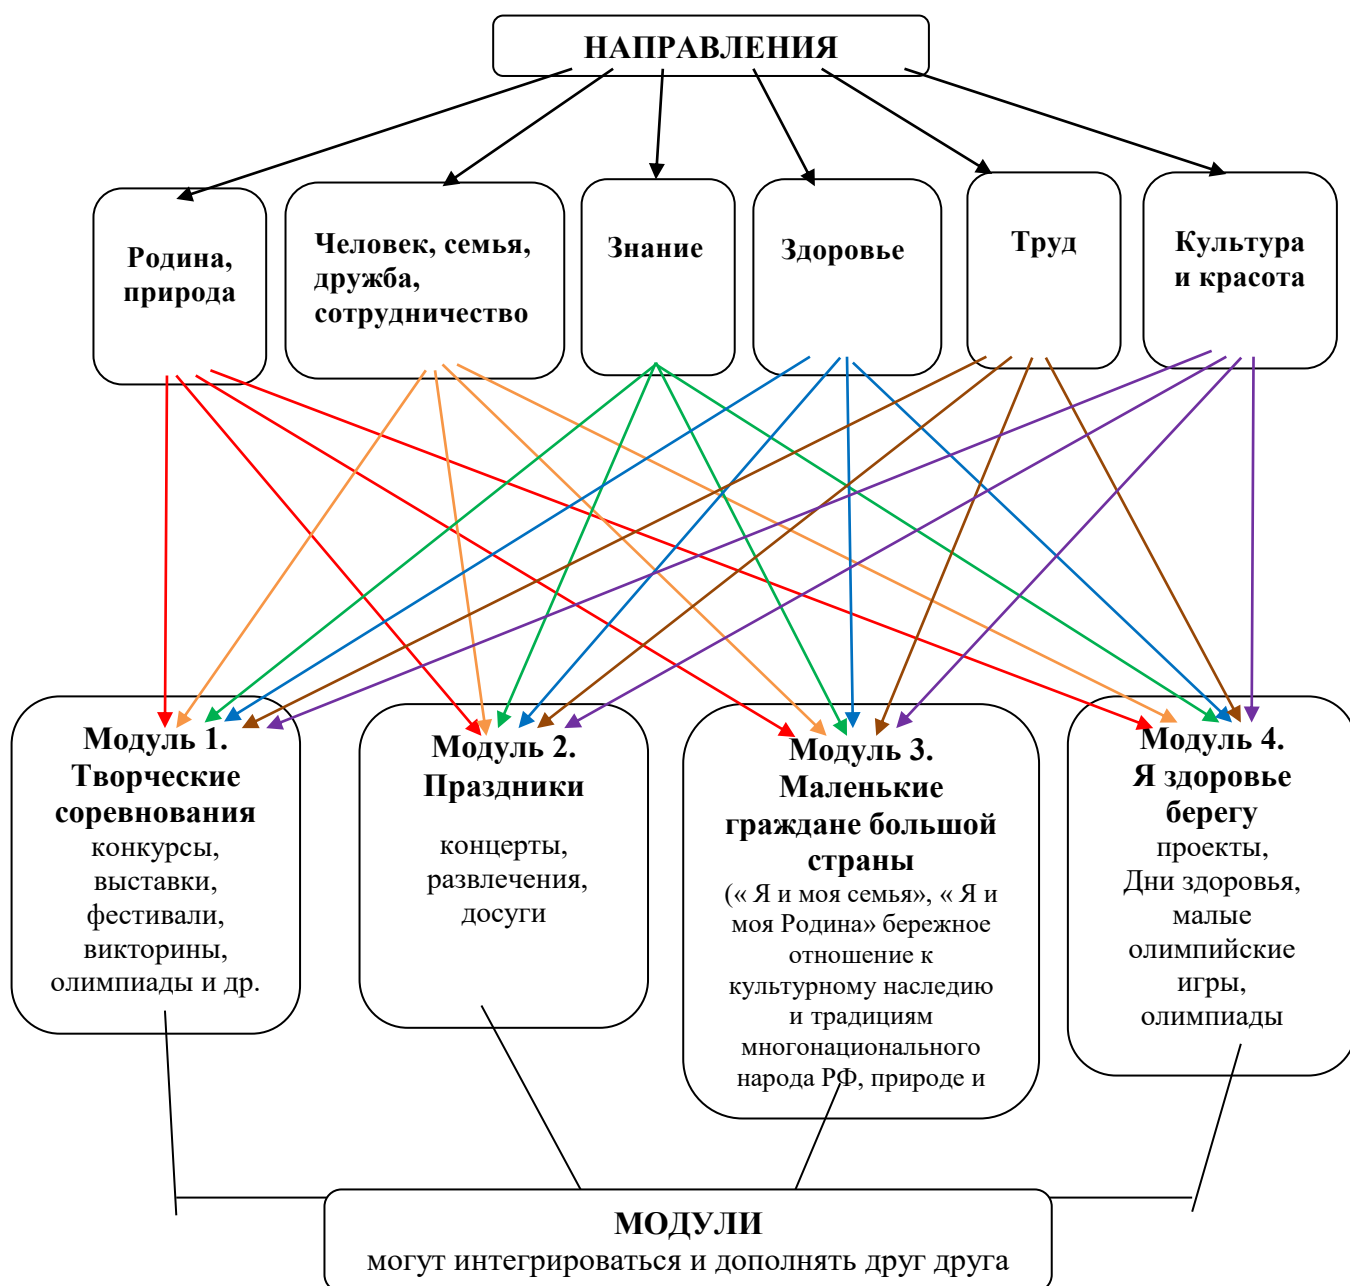 НАПРАВЛЕНИЯ
Родина,
природа
Человек, семья,
дружба,
сотрудничество
Знание
Здоровье
Труд
Культура
и красота
Модуль 1.
Творческие
соревнования
конкурсы,
выставки,
фестивали,
викторины,
олимпиады и др.
Модуль 2.
Праздники
концерты,
развлечения,
досуги
Модуль 3.
Маленькие
граждане большой
страны
(« Я и моя семья», « Я и
моя Родина» бережное
отношение к
культурному наследию
и традициям
многонационального
народа РФ, природе и
Модуль 4.
Я здоровье
берегу
проекты,
Дни здоровья,
малые
олимпийские
игры,
олимпиады
МОДУЛИ
могут интегрироваться и дополнять друг друга